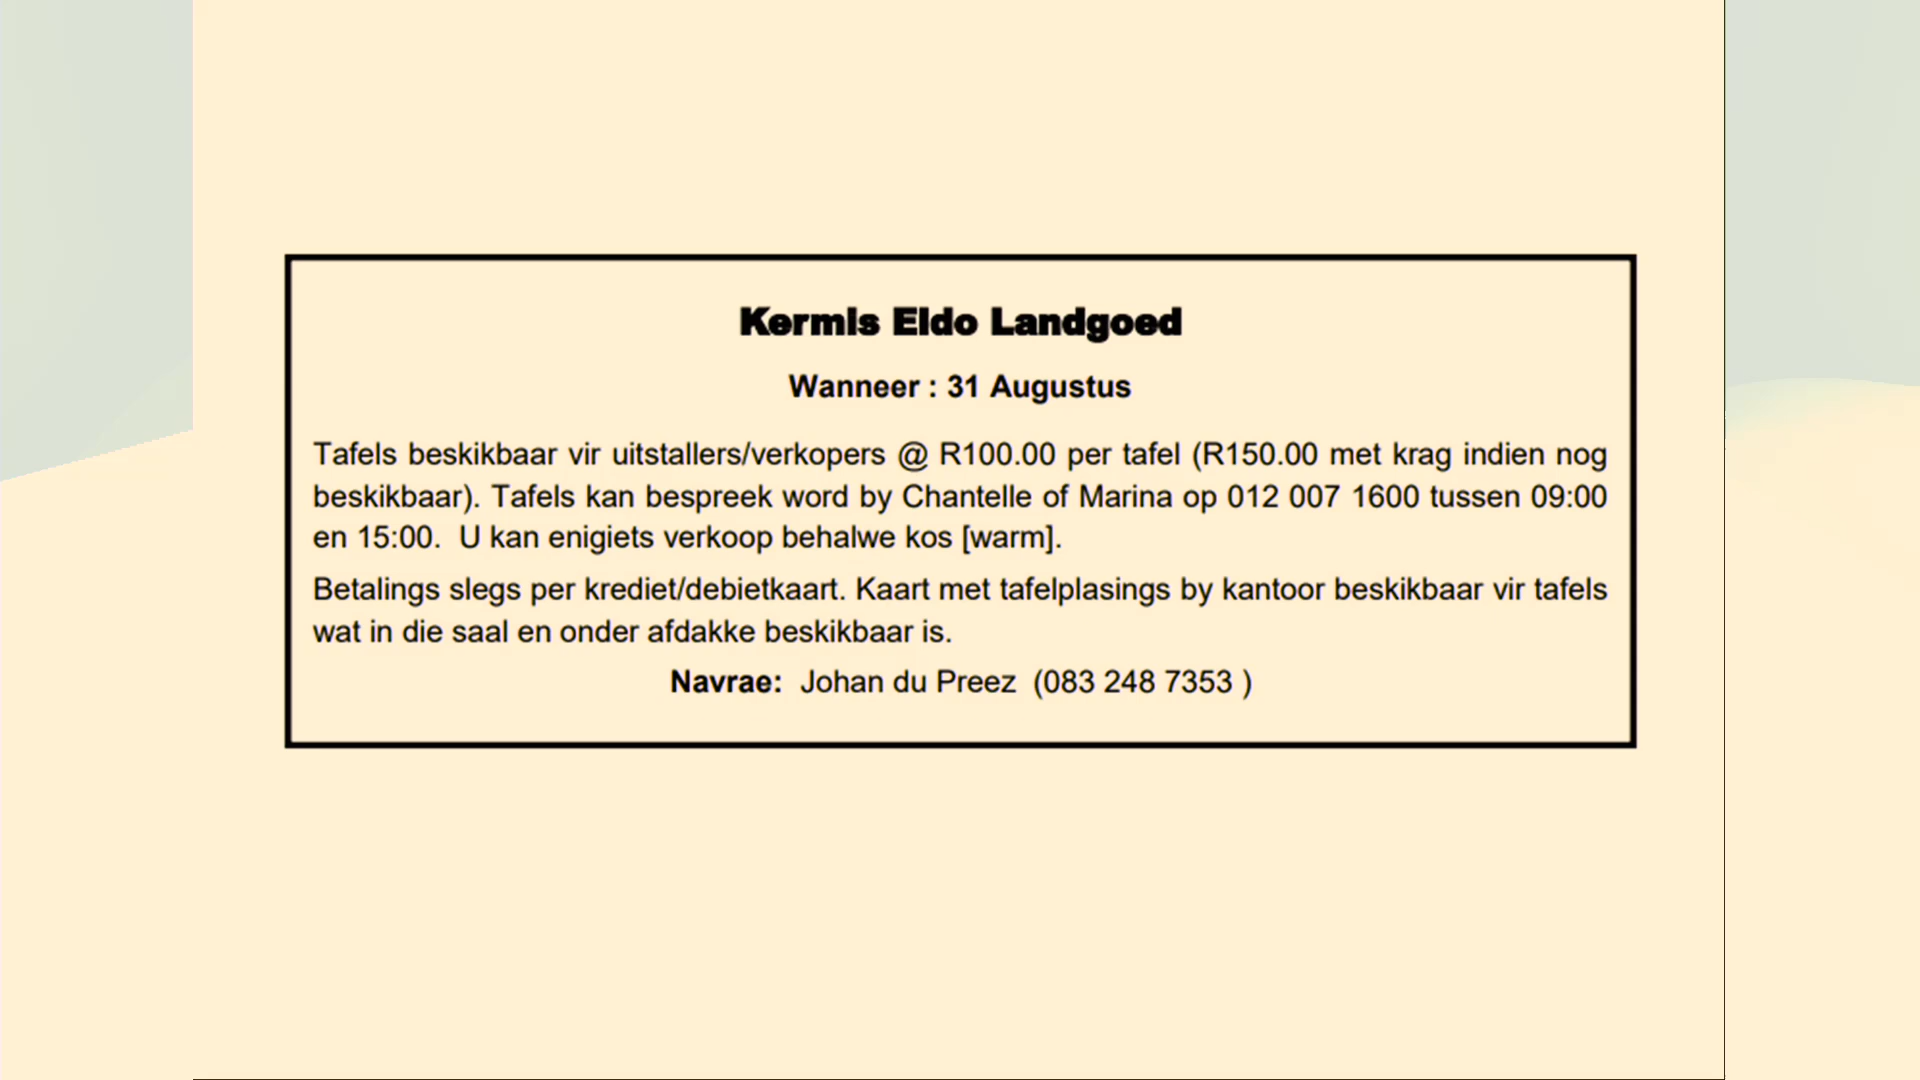 Kermis Eldo Landgoed
Wanneer : 31 Augustus
Tafels beskikbaar vir uitstallers/verkopers @ R100.00 per tafel (R150.00 met krag indien nog
beskikbaar). Tafels kan bespreek word by Chantelle of Marina op 012 007 1600 tussen 09:00
en 15:00.  U kan enigiets verkoop behalwe kos [warm].
Betalings slegs per krediet/debietkaart. Kaart met tafelplasings by kantoor beskikbaar vir tafels
wat in die saal en onder afdakke beskikbaar is.
Navrae:  Johan du Preez  (083 248 7353 )